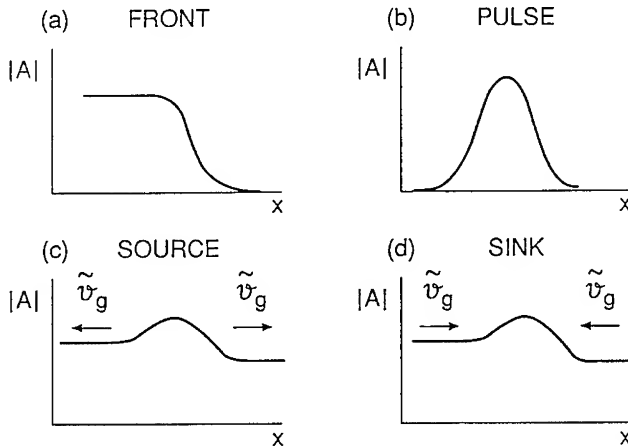 (a) FRONT
|A|
x
(b) PULSE
|A|
x
(c) SOURCE
ṽg ṽg
|A|
x
(d) SINK
ṽg ṽg
|A|
x